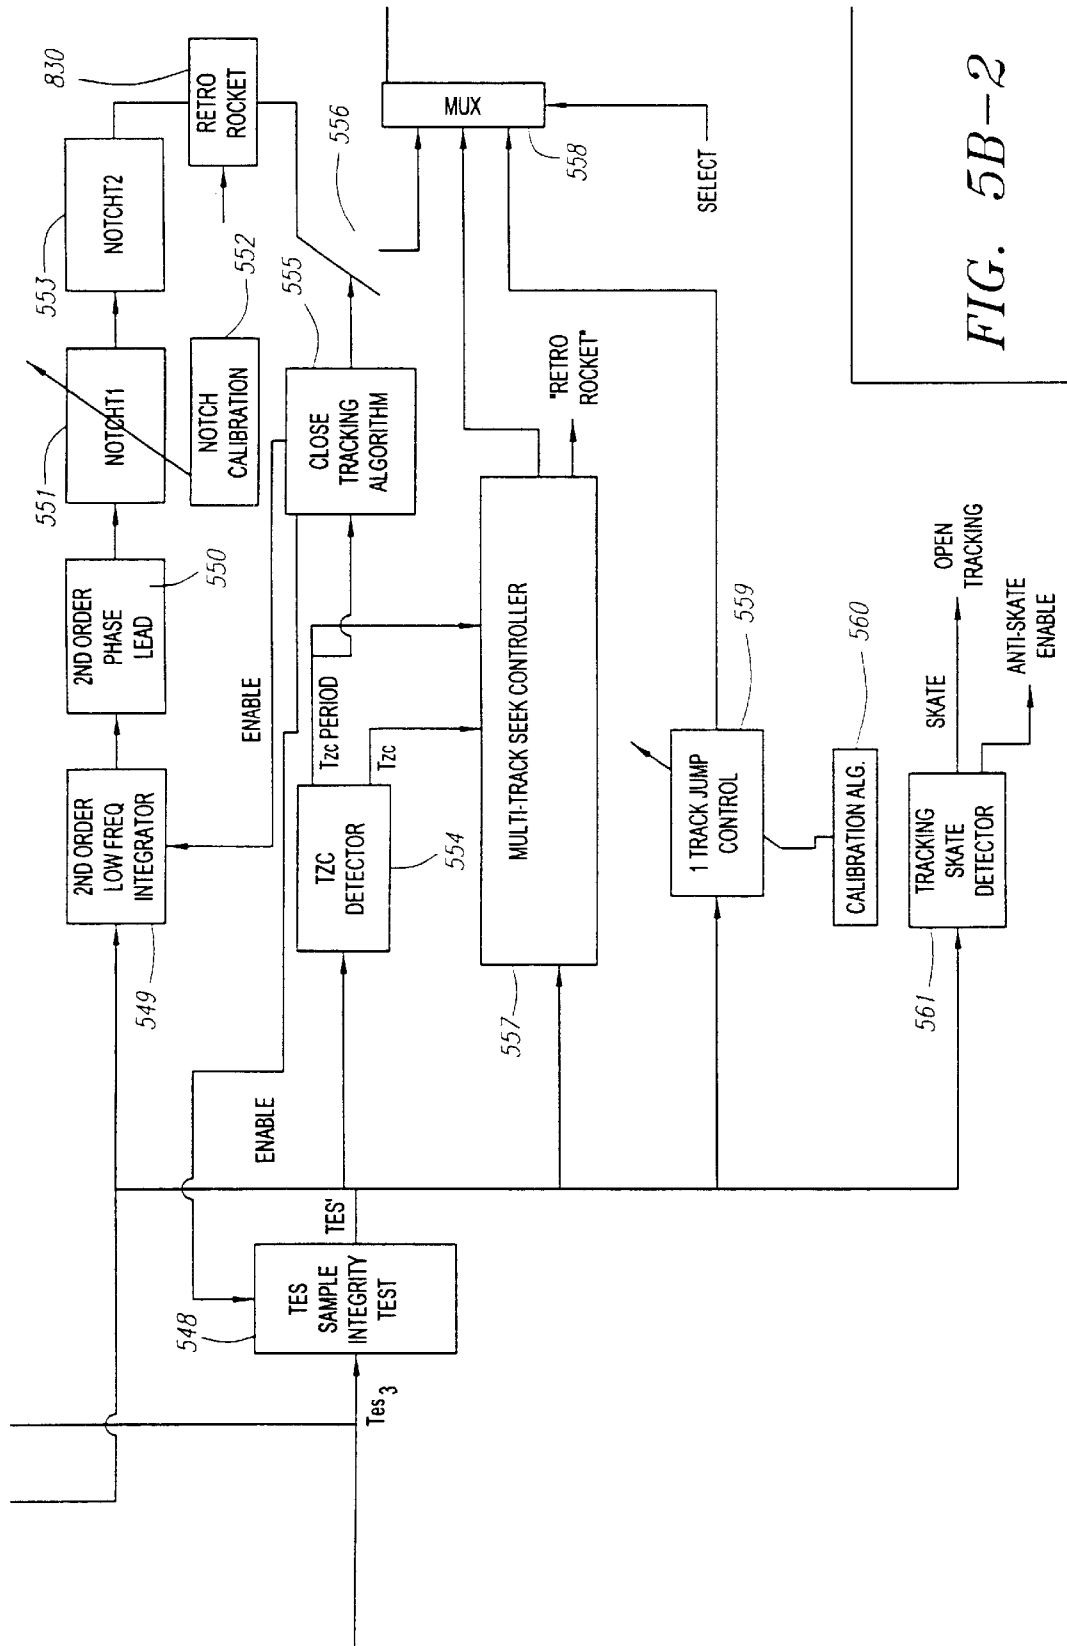 Tes3
548
TES
SAMPLE
INTEGRITY
TEST
TES'
ENABLE
549
2ND ORDER
LOW FREQ
INTEGRATOR
ENABLE
2ND ORDER
PHASE
LEAD
550
551
NOTCHT1
NOTCH
CALIBRATION
552
553
NOTCHT2
RETRO
ROCKET
830
TZC
DETECTOR
554
TZC PERIOD
TZC
CLOSE
TRACKING
ALGORITHM
555
556
557
MULTI-TRACK SEEK CONTROLLER
"RETRO
ROCKET"
MUX
558
SELECT
1 TRACK JUMP
CONTROL
559
CALIBRATION ALG.
560
561
TRACKING
SKATE
DETECTOR
SKATE
OPEN
TRACKING
ANTI-SKATE
ENABLE
FIG. 5B-2